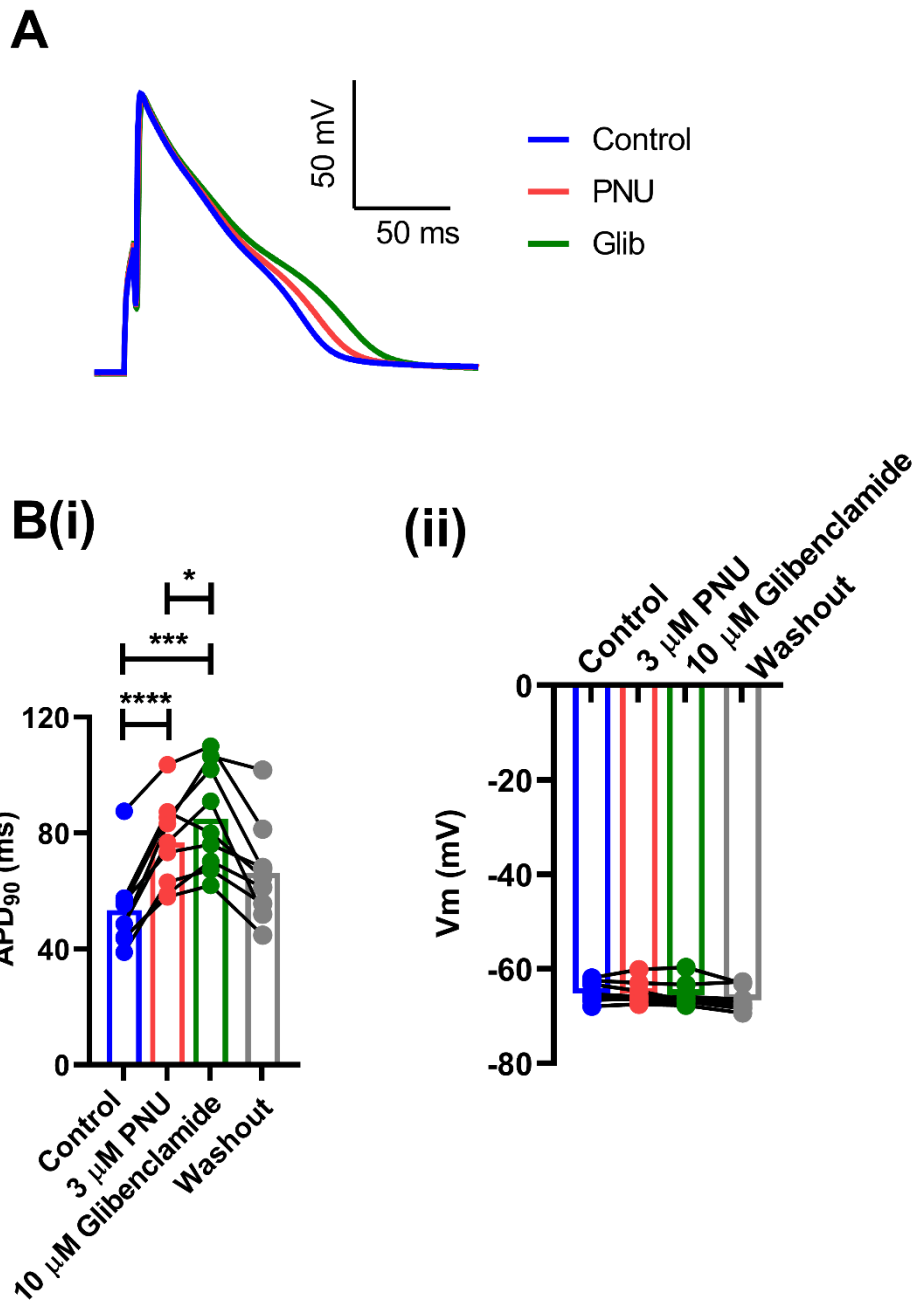 A
50 mV
50 ms
Control
PNU
Glib
B(i)
(ii)
*
***
****
120
80
40
0
APD90 (ms)
Control
3 μM PNU
10 μM Glibenclamide
Washout
Control
3 μM PNU
10 μM Glibenclamide
Washout
0
-20
-40
-60
-80
Vm (mV)